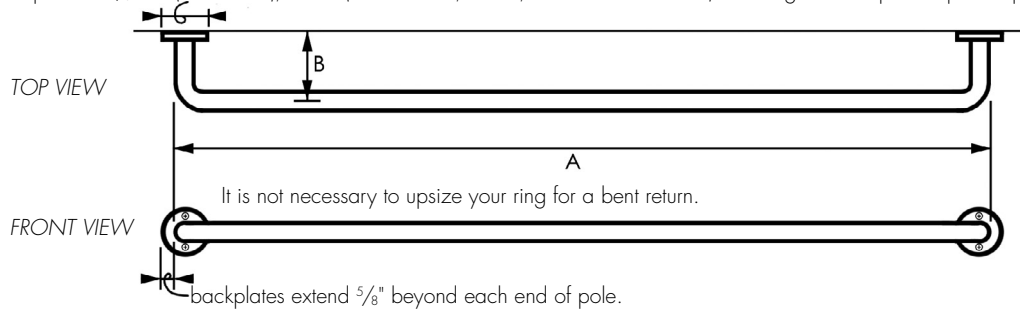 B
TOP VIEW
A
It is not necessary to upsize your ring for a bent return.
FRONT VIEW
backplates extend 5/8" beyond each end of pole.